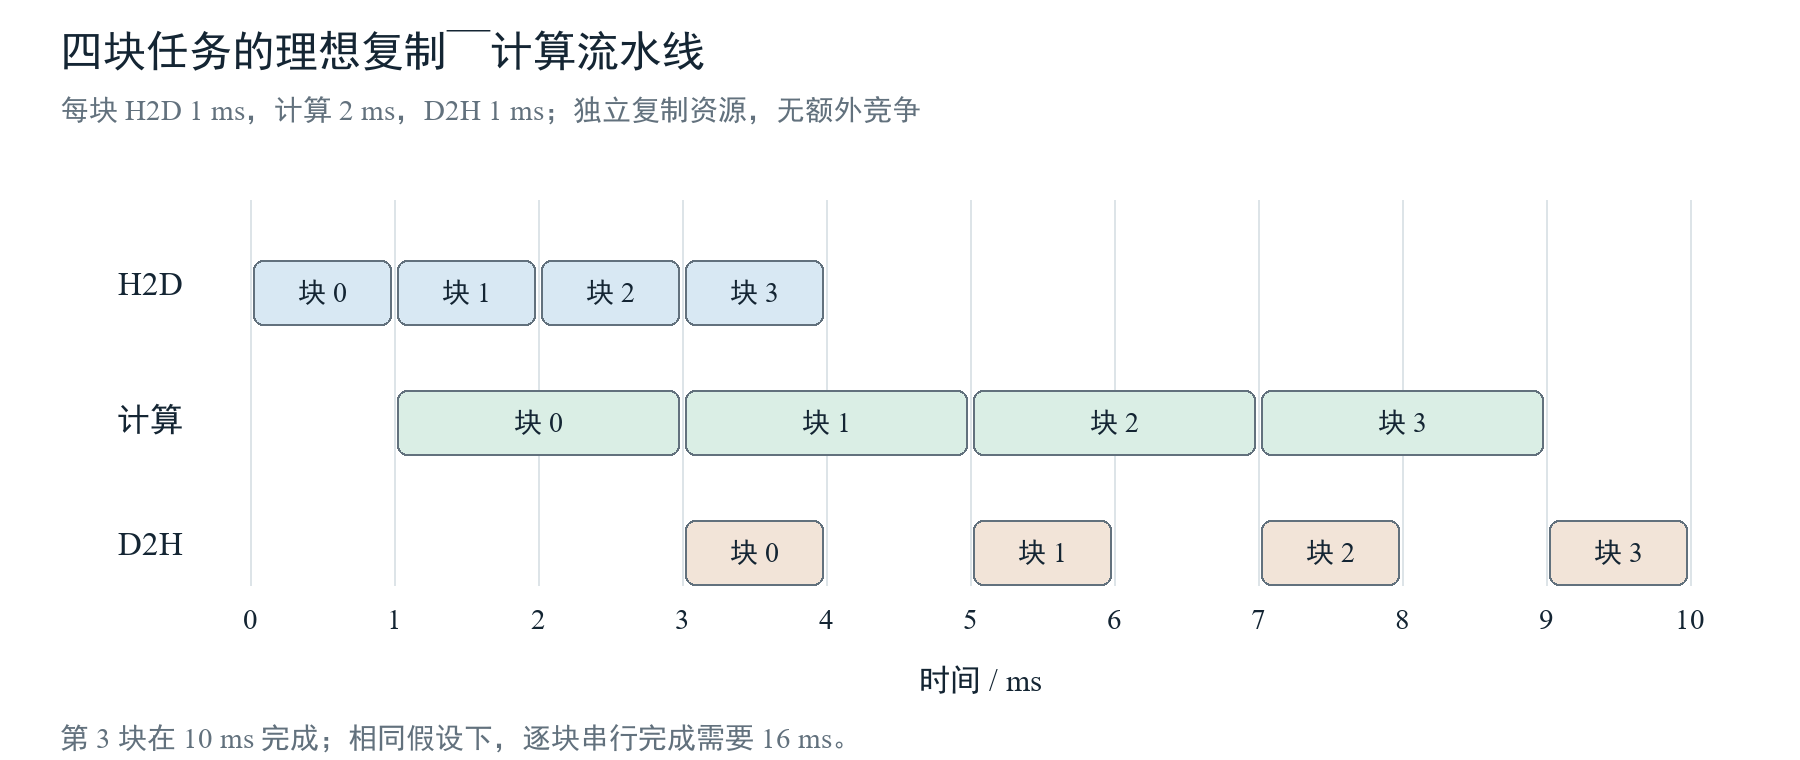 四块任务的理想复制——计算流水线
每块 H2D 1 ms，计算 2 ms，D2H 1 ms；独立复制资源，无额外竞争
H2D 块 0 块 1 块 2 块 3
计算 块 0 块 1 块 2 块 3
D2H 块 0 块 1 块 2 块 3
0 1 2 3 4 5 6 7 8 9 10
时间 / ms
第 3 块在 10 ms 完成；相同假设下，逐块串行完成需要 16 ms。